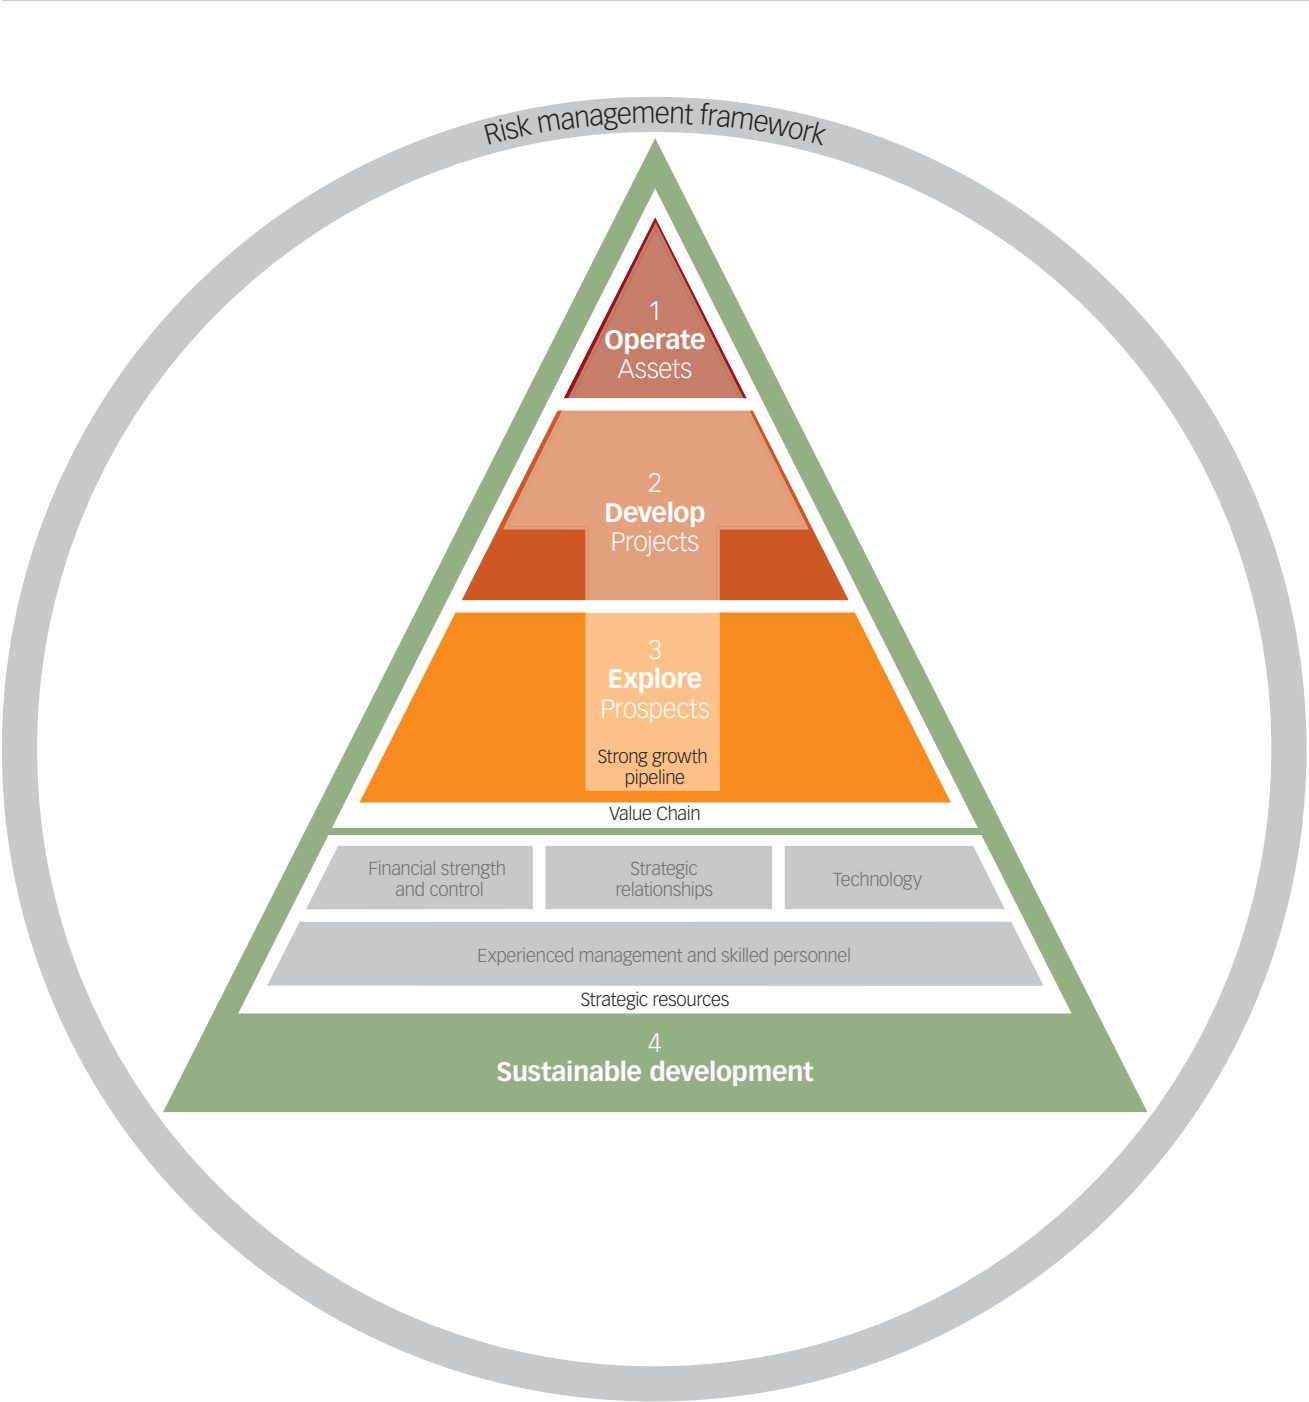 Risk management framework
1
Operate
Assets
2
Develop
Projects
3
Explore
Prospects
Strong growth
pipeline
Value Chain
Financial strength
and control
Strategic
relationships
Technology
Experienced management and skilled personnel
Strategic resources
4
Sustainable development